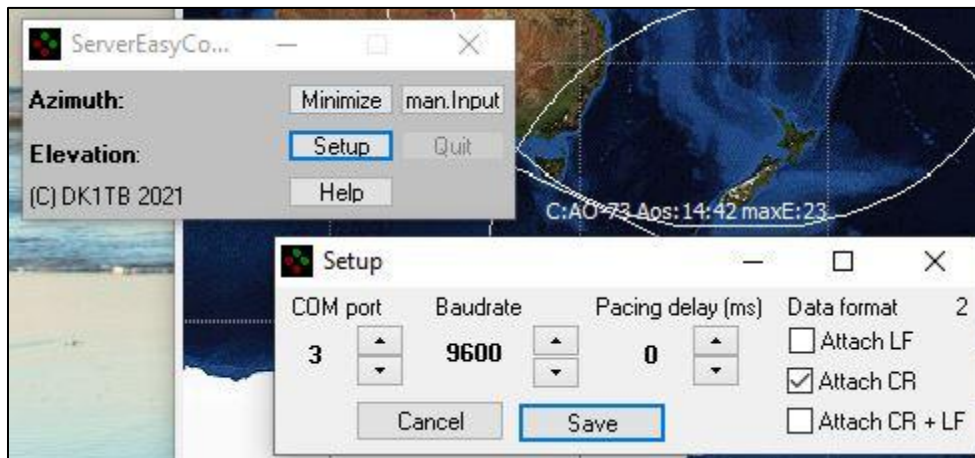 ServerEasyCo...
Azimuth: Minimize man.Input
Elevation: Setup Quit
(C) DK1TB 2021 Help
C:AO-73 Aos:14:42 maxE:23
Setup
COM port Baudrate Pacing delay (ms) Data format 2
3 9600 0 Attach LF
Attach CR
Cancel Save Attach CR + LF